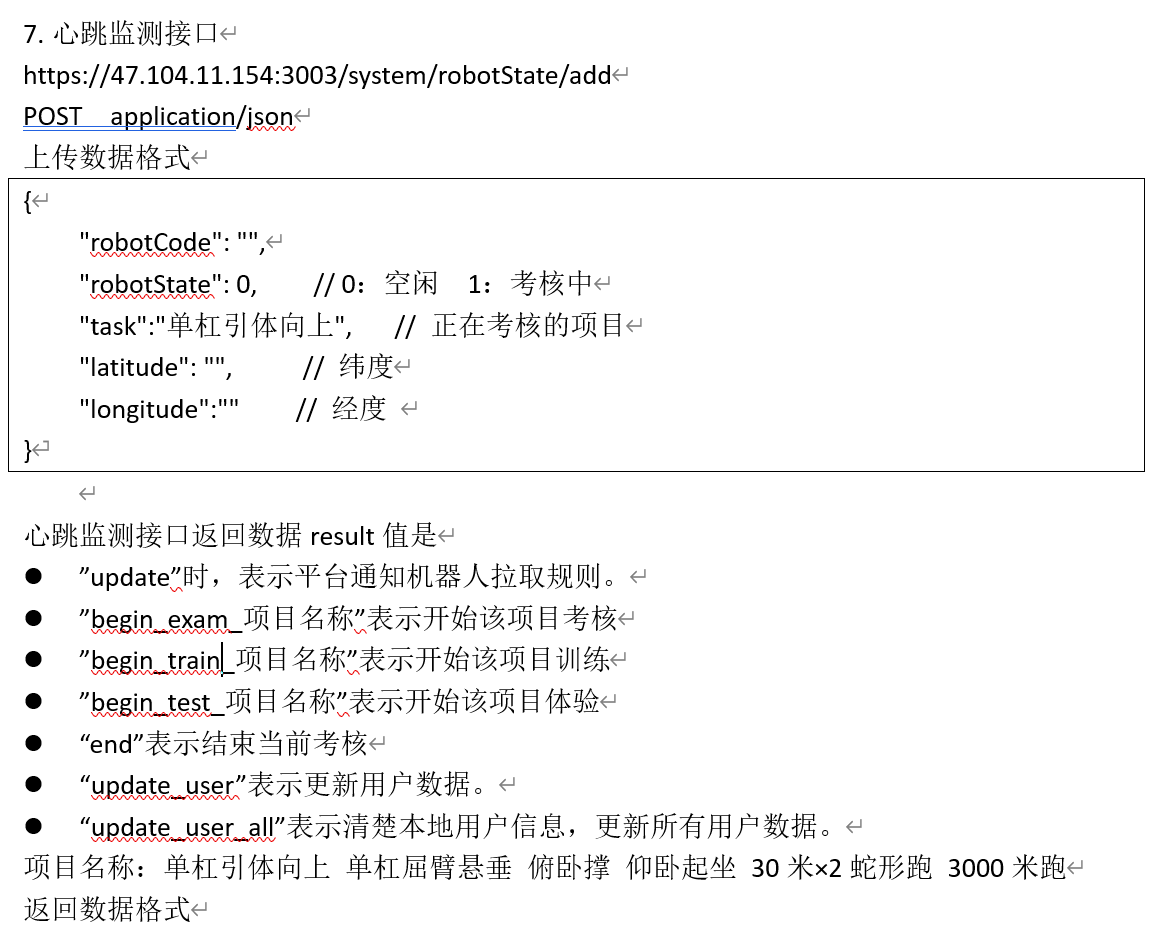 7. 心跳监测接口
https://47.104.11.154:3003/system/robotState/add
POST application/json
上传数据格式
{
"robotCode": "",
"robotState": 0, // 0：空闲 1：考核中
"task":"单杠引体向上", // 正在考核的项目
"latitude": "", // 纬度
"longitude":"" // 经度
}
心跳监测接口返回数据 result 值是
● ”update”时，表示平台通知机器人拉取规则。
● ”begin_exam_项目名称”表示开始该项目考核
● ”begin_train_项目名称”表示开始该项目训练
● ”begin_test_项目名称”表示开始该项目体验
● “end”表示结束当前考核
● “update_user”表示更新用户数据。
● “update_user_all”表示清楚本地用户信息，更新所有用户数据。
项目名称：单杠引体向上 单杠屈臂悬垂 俯卧撑 仰卧起坐 30 米×2 蛇形跑 3000 米跑
返回数据格式